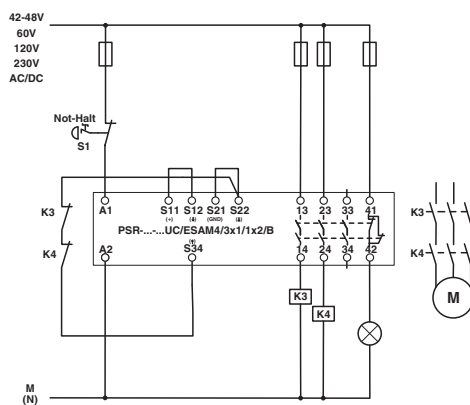 42-48V
60V
120V
230V
AC/DC
Not-Halt
S1
A1 S11 S12 S21 S22 13 23 33 41
(+) (GND)
K3
PSR-...-...UC/ESAM4/3x1/1x2/B
K4
A2 S34 14 24 34 42
K3
K4
K3
K4
M
M
(N)